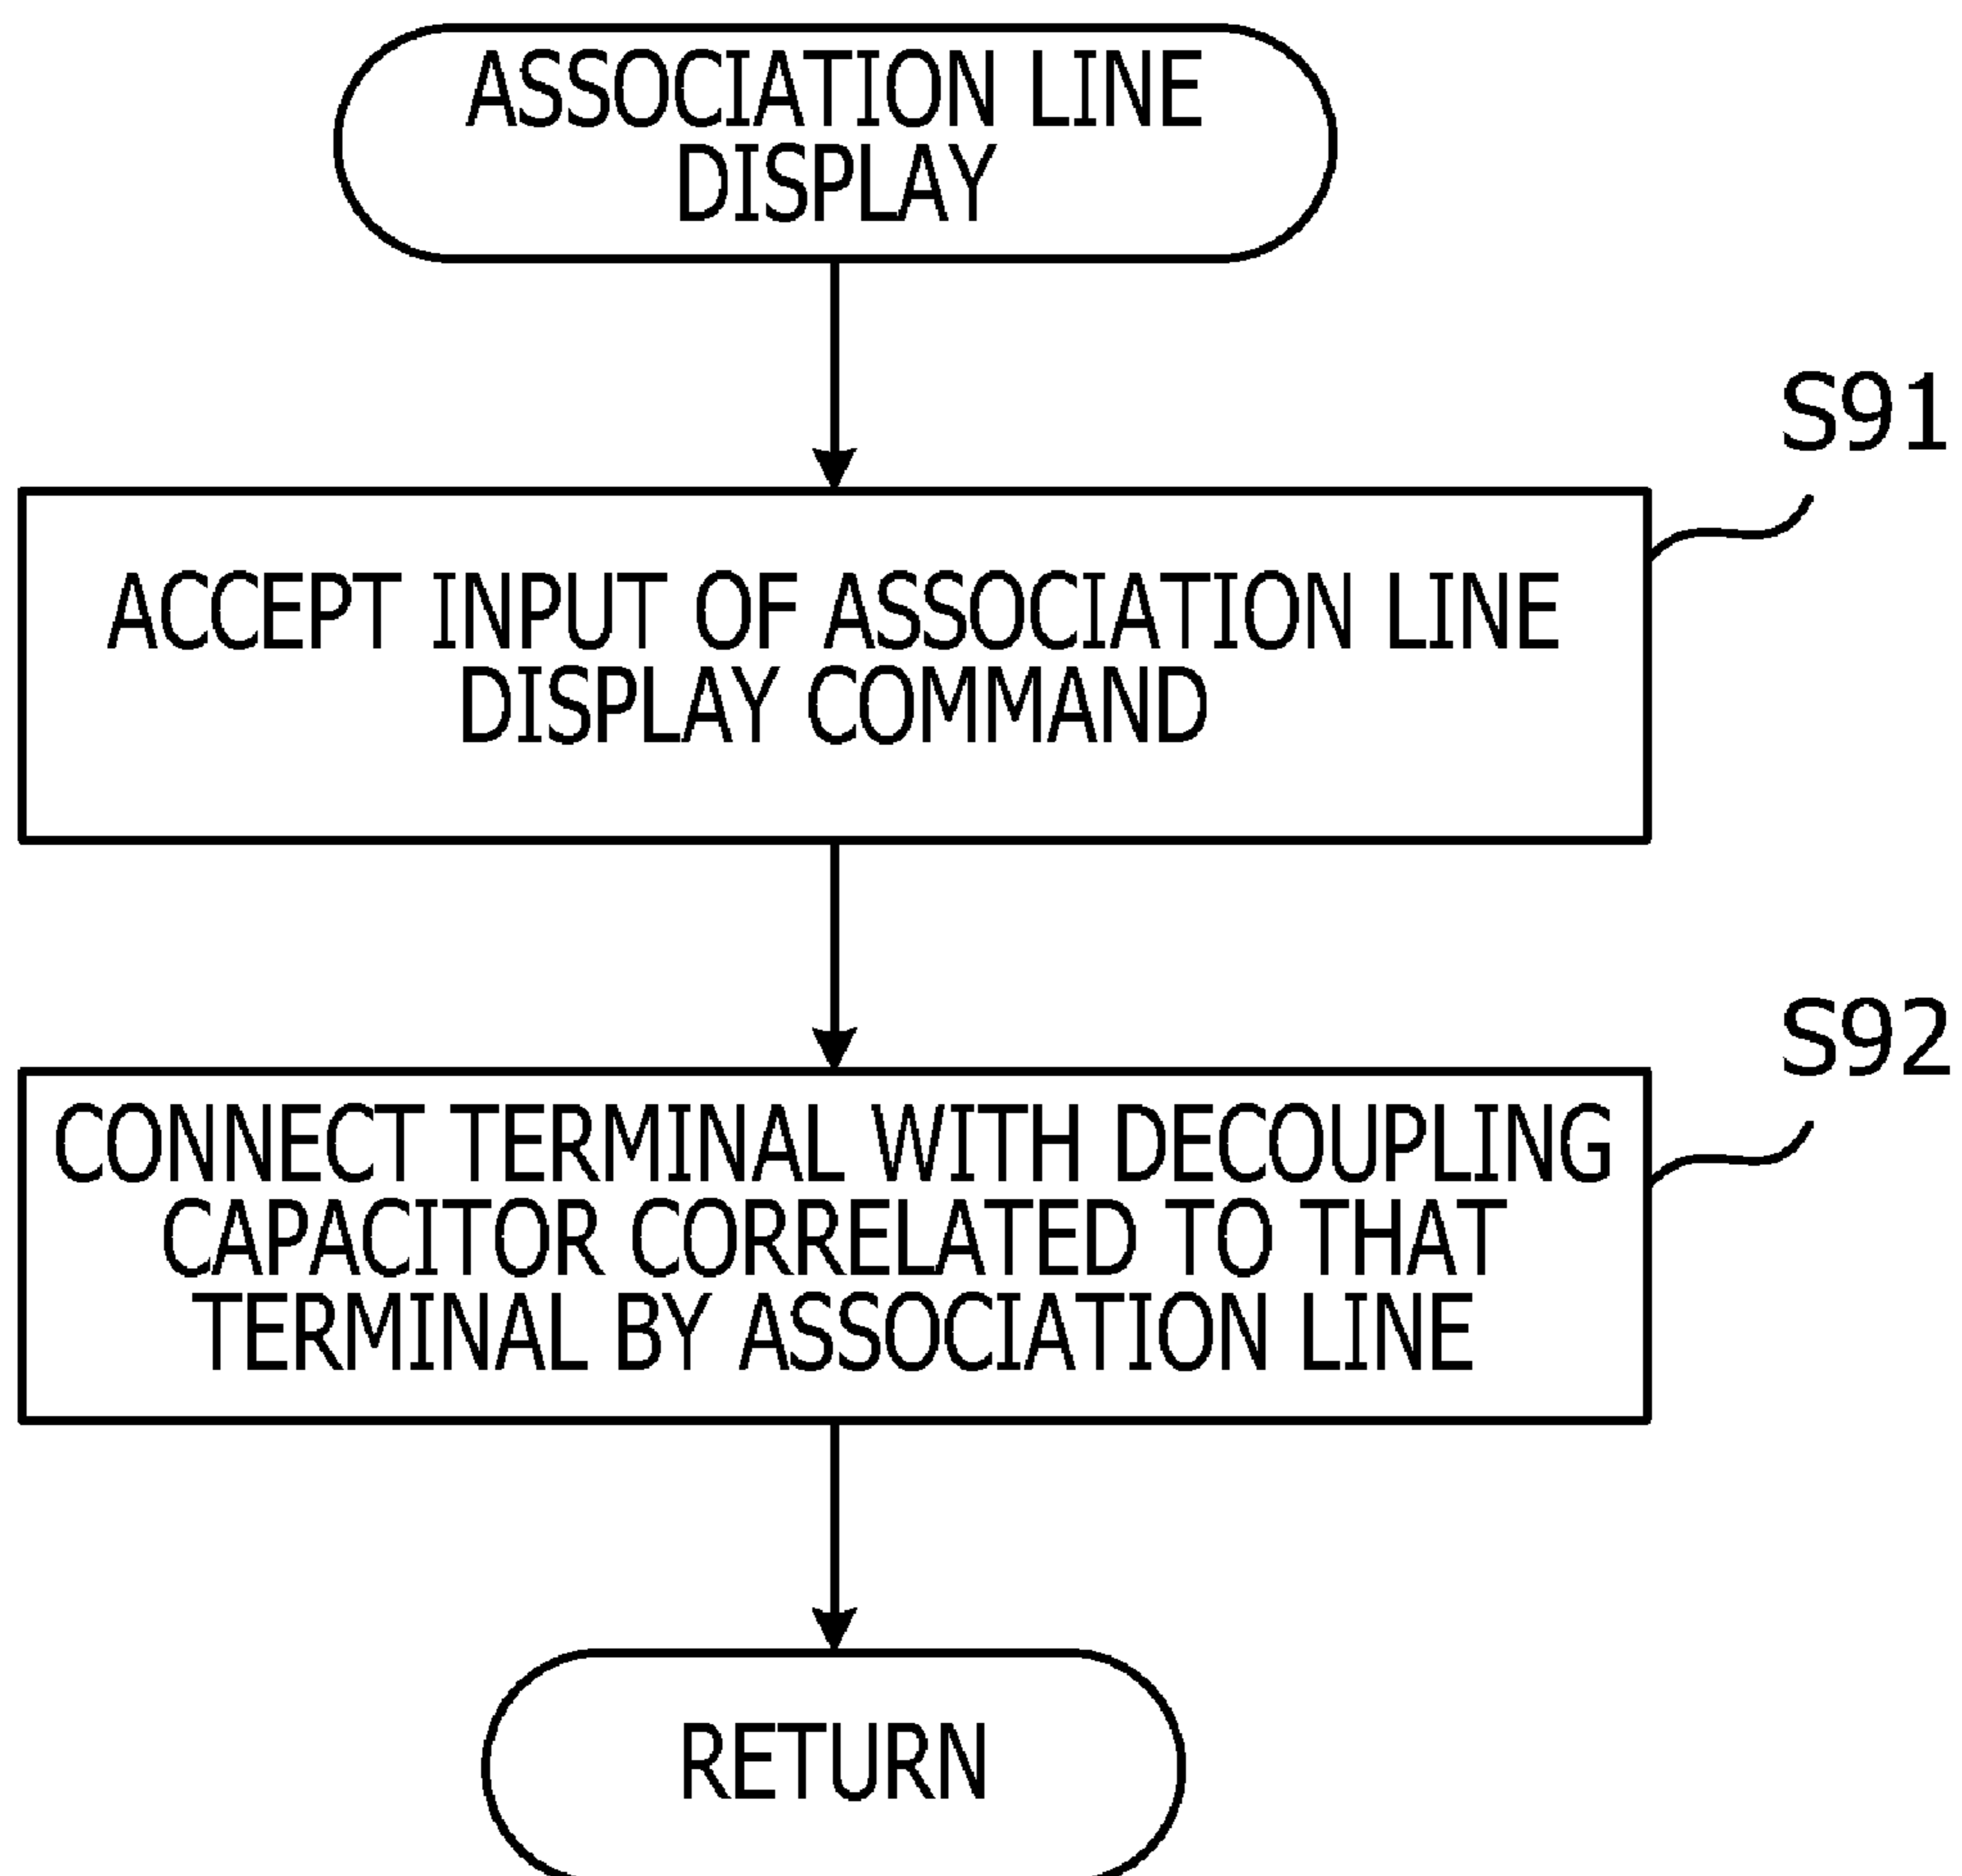 ASSOCIATION LINE
DISPLAY
S91
ACCEPT INPUT OF ASSOCIATION LINE
DISPLAY COMMAND
S92
CONNECT TERMINAL WITH DECOUPLING
CAPACITOR CORRELATED TO THAT
TERMINAL BY ASSOCIATION LINE
RETURN